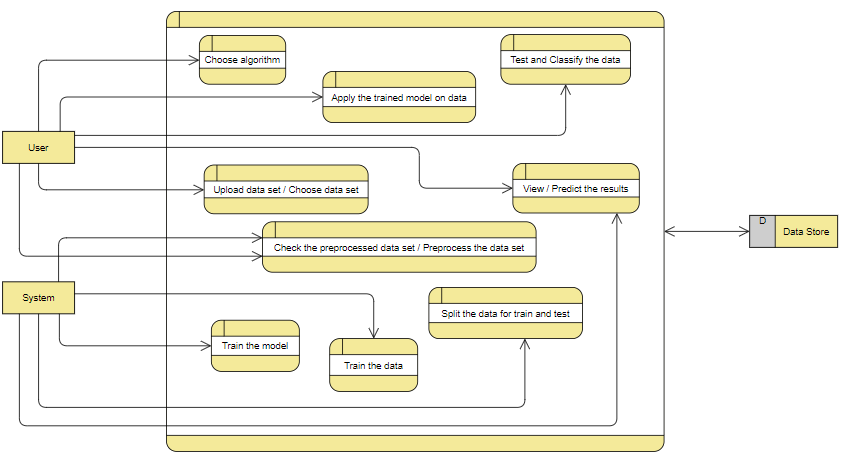 Choose algorithm
Test and Classify the data
Apply the trained model on data
User
Upload data set / Choose data set
View / Predict the results
D
Data Store
Check the preprocessed data set / Preprocess the data set
System
Split the data for train and test
Train the model
Train the data